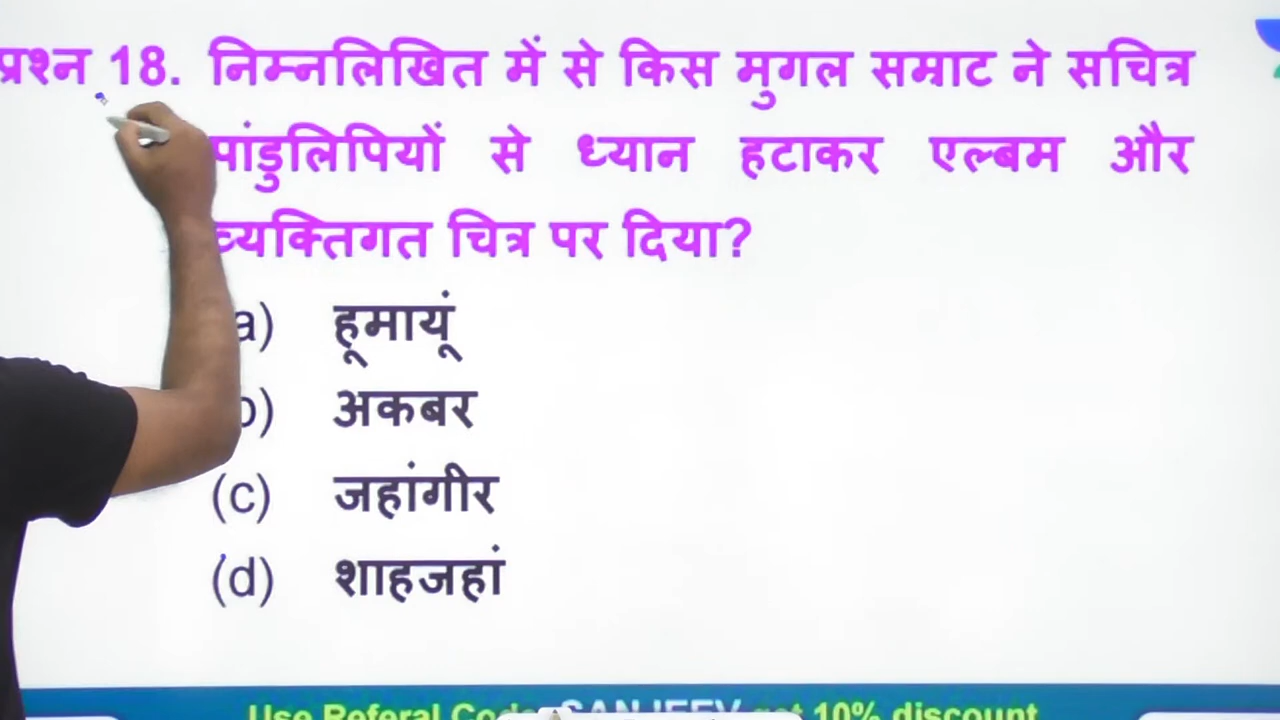 प्रश्न 18. निम्नलिखित में से किस मुगल सम्राट ने सचित्र
पांडुलिपियों से ध्यान हटाकर एल्बम और
व्यक्तिगत चित्र पर दिया?
a) हूमायूं
b) अकबर
(c) जहांगीर
(d) शाहजहां
Use Referal Code SANJEEV get 10% discount